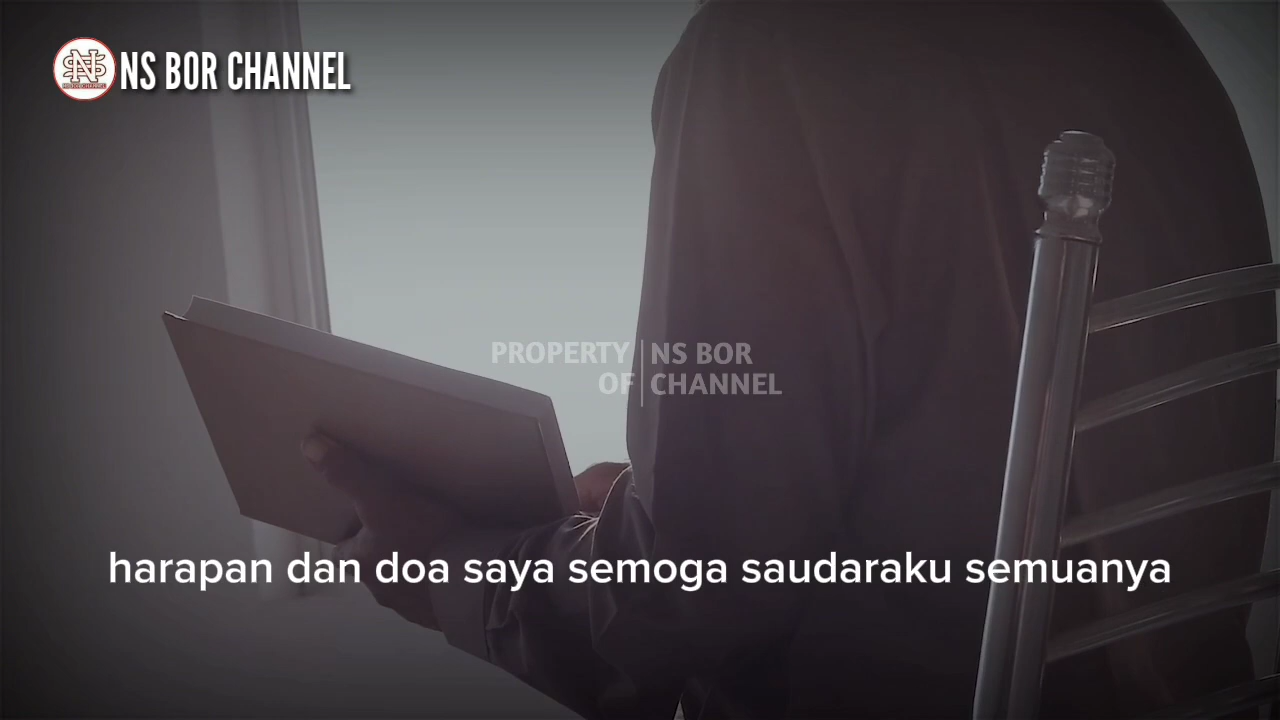 NS BOR CHANNEL
PROPERTY OF | NS BOR CHANNEL
harapan dan doa saya semoga saudaraku semuanya